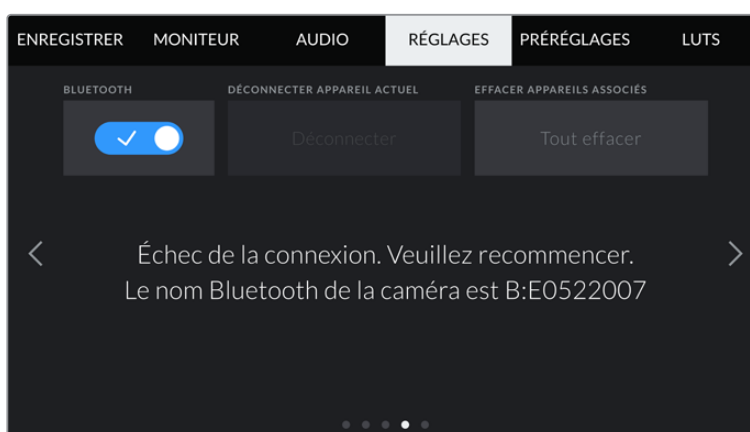 ENREGISTRER MONITEUR AUDIO RÉGLAGES PRÉRÉGLAGES LUTS
BLUETOOTH DÉCONNECTER APPAREIL ACTUEL EFFACER APPAREILS ASSOCIÉS
Déconnecter Tout effacer
Échec de la connexion. Veuillez recommencer.
Le nom Bluetooth de la caméra est B:E0522007